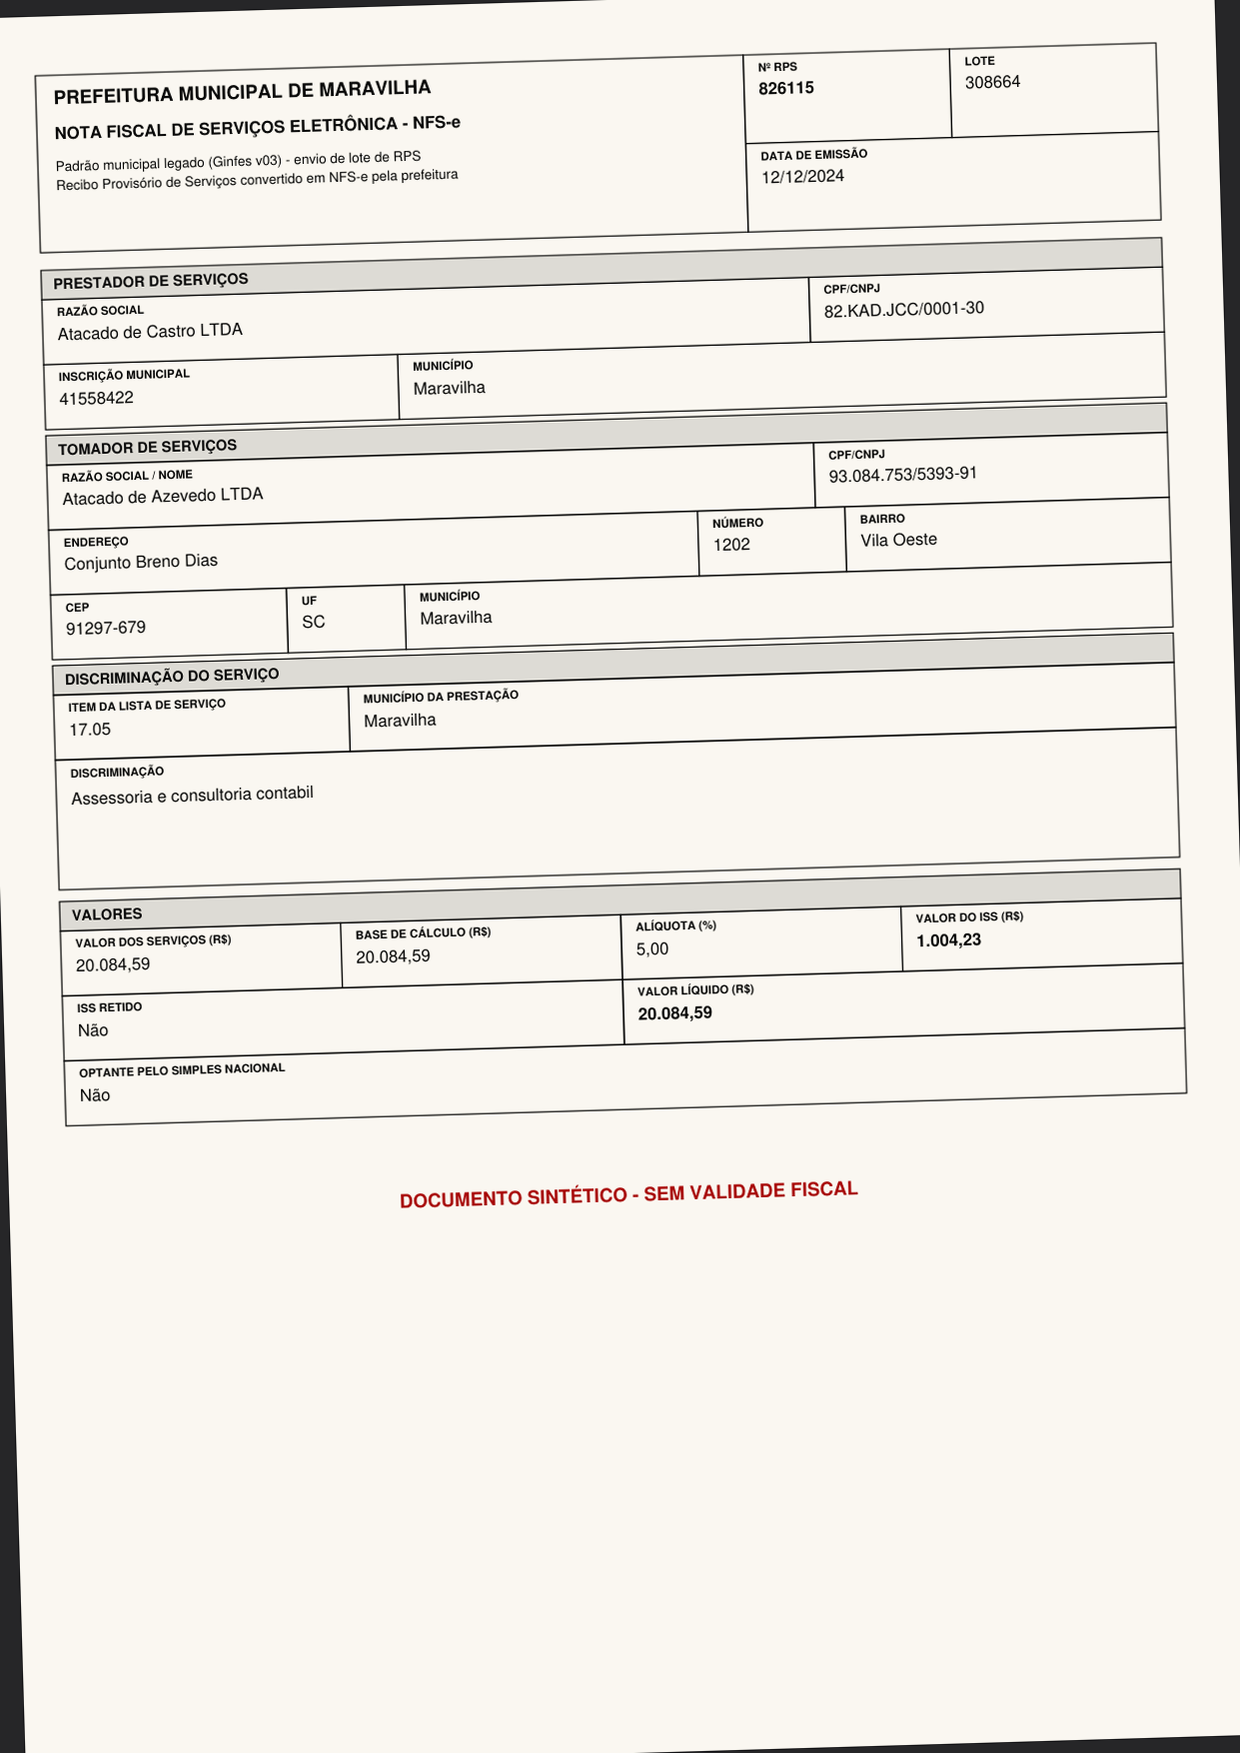 PREFEITURA MUNICIPAL DE MARAVILHA
NOTA FISCAL DE SERVIÇOS ELETRÔNICA - NFS-e
Padrão municipal legado (Ginfes v03) - envio de lote de RPS
Recibo Provisório de Serviços convertido em NFS-e pela prefeitura
Nº RPS
826115
LOTE
308664
DATA DE EMISSÃO
12/12/2024
PRESTADOR DE SERVIÇOS
RAZÃO SOCIAL
Atacado de Castro LTDA
CPF/CNPJ
82.KAD.JCC/0001-30
INSCRIÇÃO MUNICIPAL
41558422
MUNICÍPIO
Maravilha
TOMADOR DE SERVIÇOS
RAZÃO SOCIAL / NOME
Atacado de Azevedo LTDA
CPF/CNPJ
93.084.753/5393-91
ENDEREÇO
Conjunto Breno Dias
NÚMERO
1202
BAIRRO
Vila Oeste
CEP
91297-679
UF
SC
MUNICÍPIO
Maravilha
DISCRIMINAÇÃO DO SERVIÇO
ITEM DA LISTA DE SERVIÇO
17.05
MUNICÍPIO DA PRESTAÇÃO
Maravilha
DISCRIMINAÇÃO
Assessoria e consultoria contabil
VALORES
VALOR DOS SERVIÇOS (R$)
20.084,59
BASE DE CÁLCULO (R$)
20.084,59
ALÍQUOTA (%)
5,00
VALOR DO ISS (R$)
1.004,23
ISS RETIDO
Não
VALOR LÍQUIDO (R$)
20.084,59
OPTANTE PELO SIMPLES NACIONAL
Não
DOCUMENTO SINTÉTICO - SEM VALIDADE FISCAL